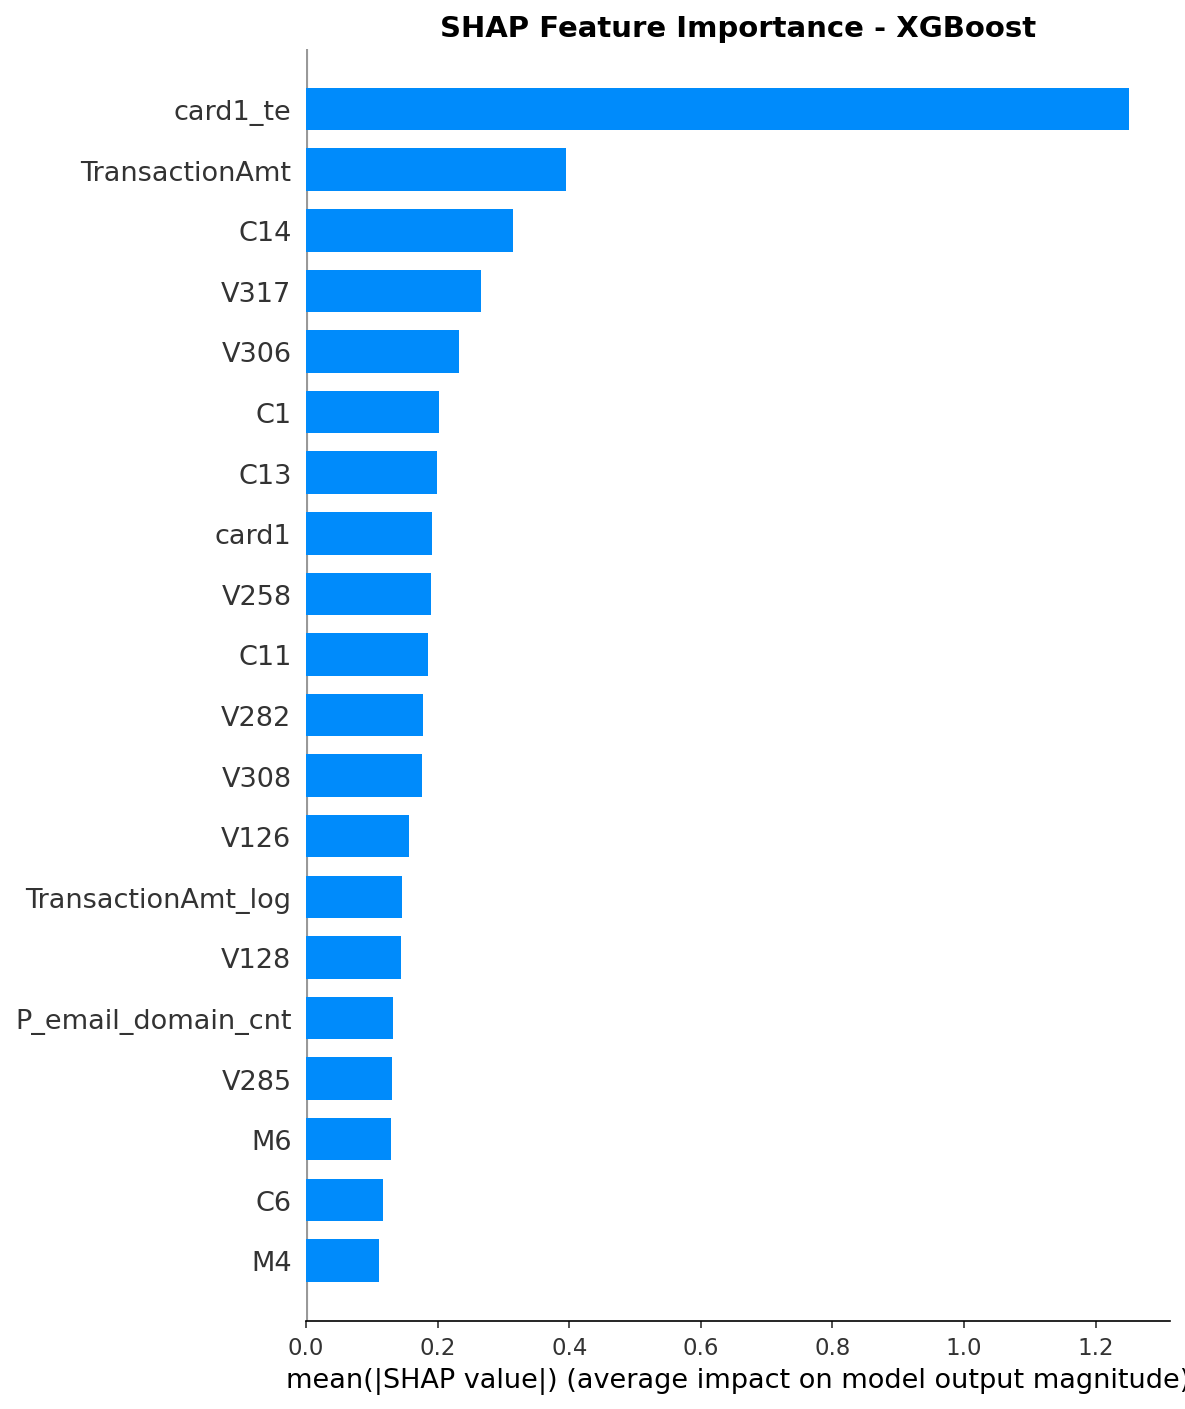 SHAP Feature Importance - XGBoost
card1_te
TransactionAmt
C14
V317
V306
C1
C13
card1
V258
C11
V282
V308
V126
TransactionAmt_log
V128
P_email_domain_cnt
V285
M6
C6
M4
0.0 0.2 0.4 0.6 0.8 1.0 1.2
mean(|SHAP value|) (average impact on model output magnitude)